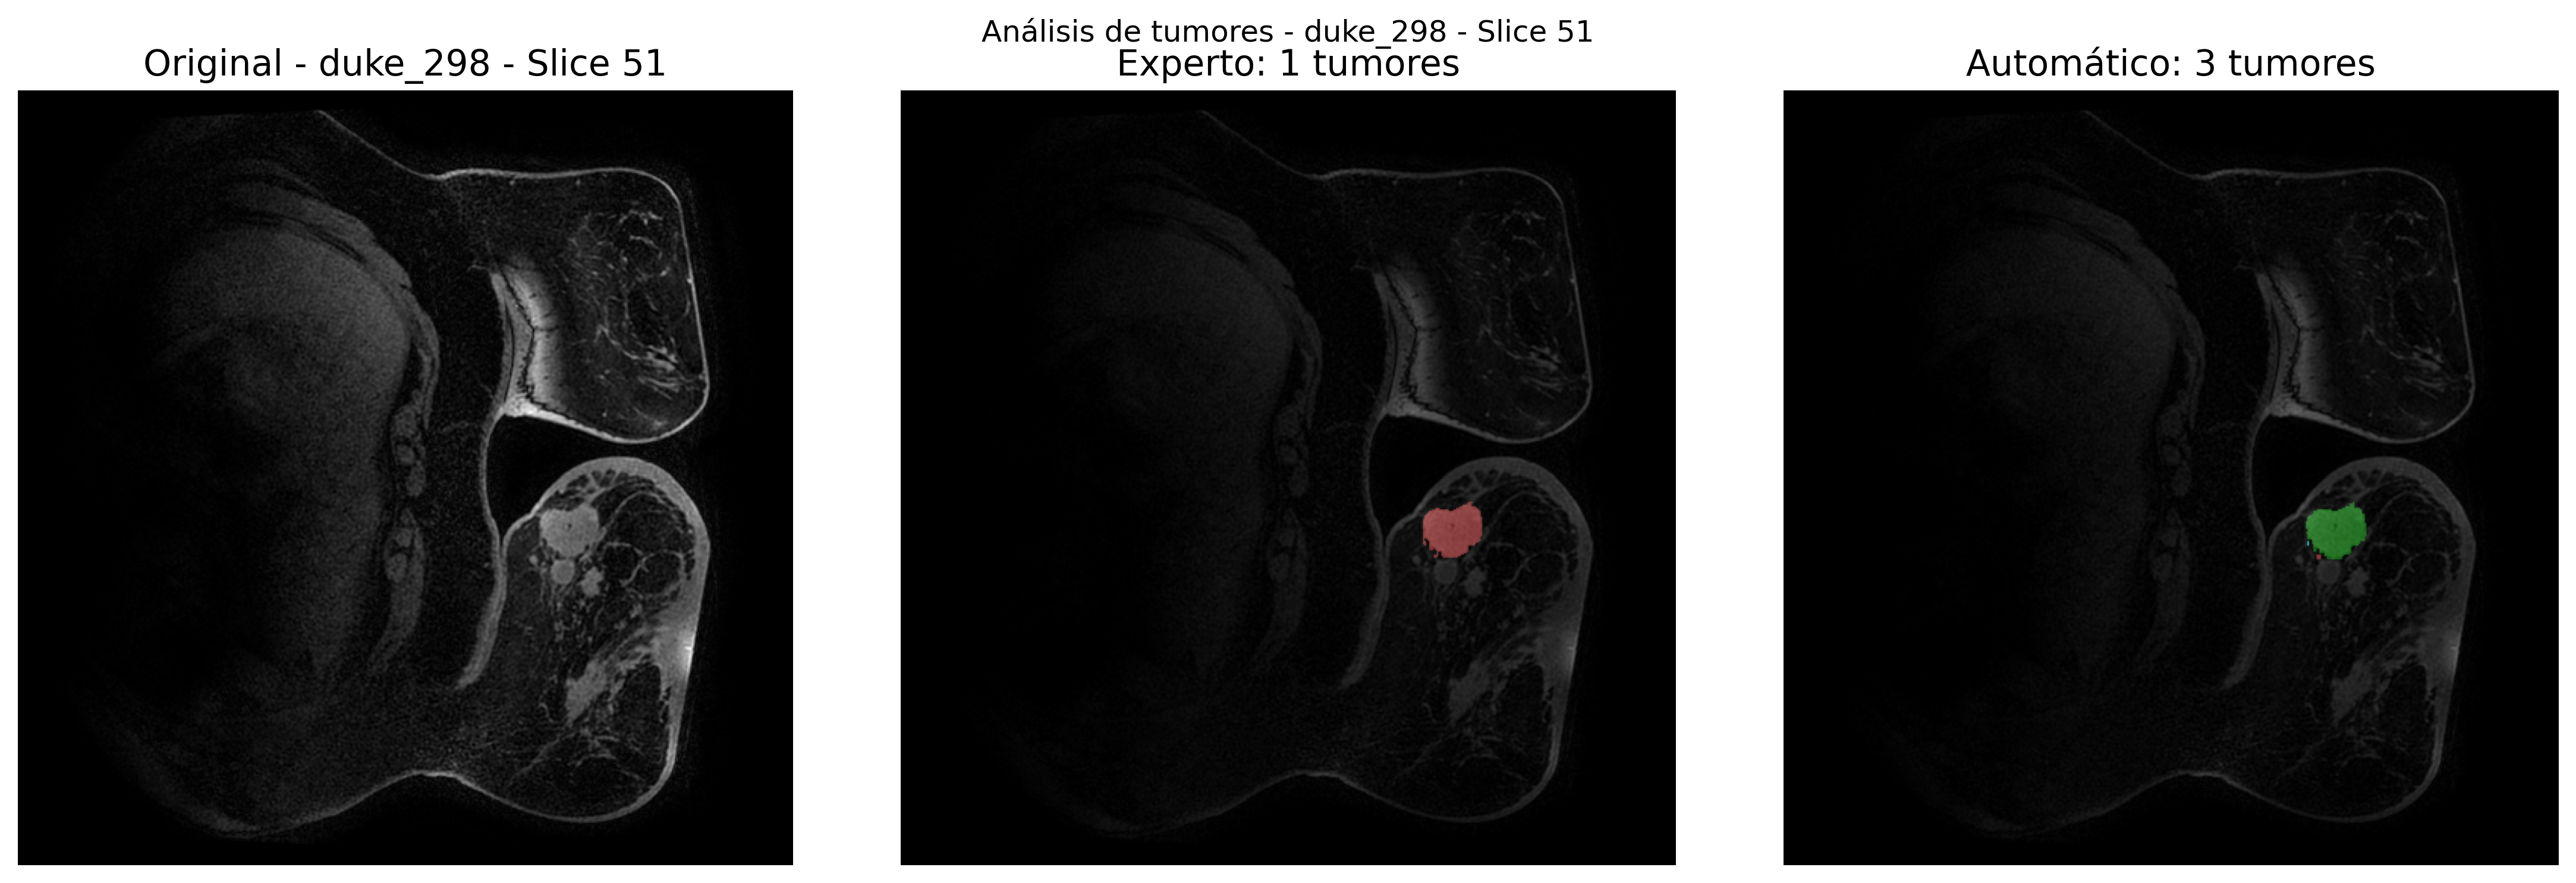 Análisis de tumores - duke_298 - Slice 51
Original - duke_298 - Slice 51
Experto: 1 tumores
Automático: 3 tumores